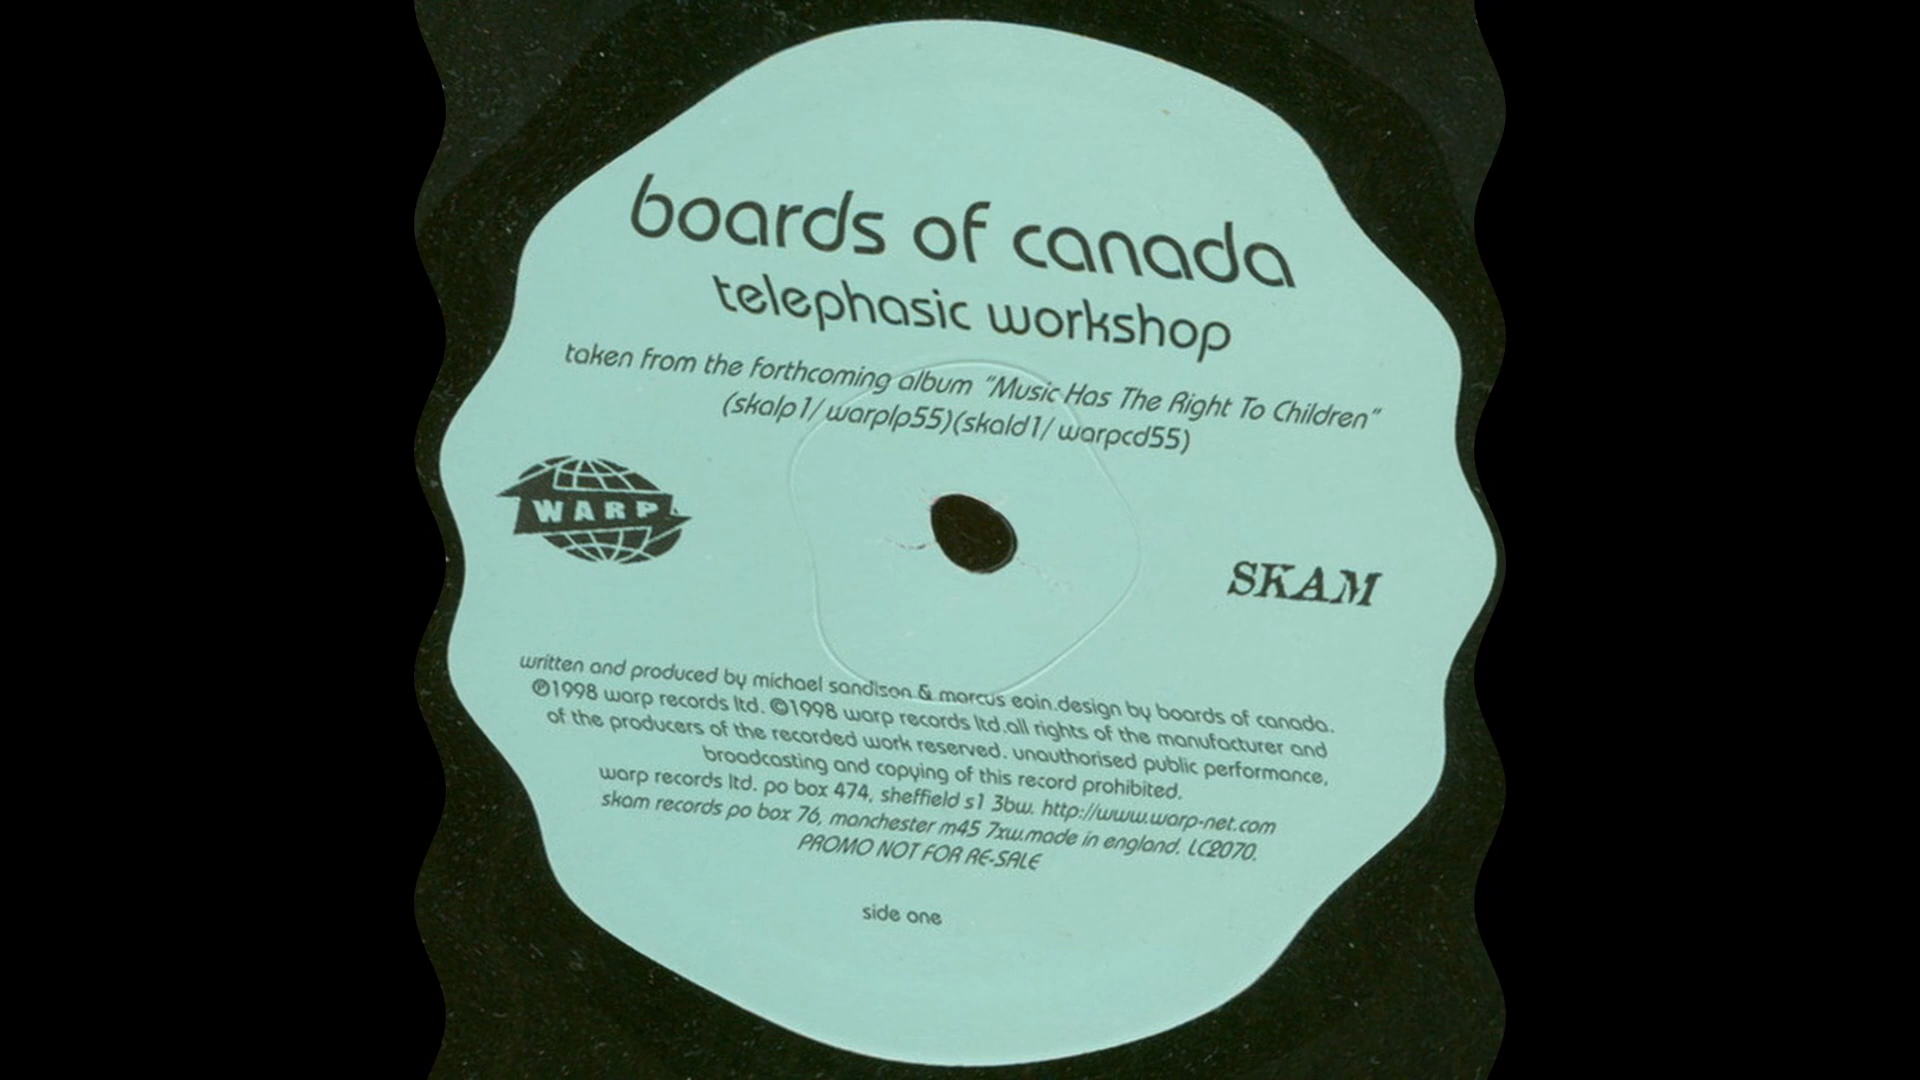 boards of canada
telephasic workshop
taken from the forthcoming album "Music Has The Right To Children"
(skalp1/warplp55)(skald1/warpcd55)
WARP
SKAM
written and produced by michael sandison & marcus eoin.design by boards of canada.
℗1998 warp records ltd. ©1998 warp records ltd.all rights of the manufacturer and
of the producers of the recorded work reserved. unauthorised public performance,
broadcasting and copying of this record prohibited.
warp records ltd. po box 474, sheffield s1 3bw. http://www.warp-net.com
skam records po box 76, manchester m45 7xw.made in england. LC2070.
PROMO NOT FOR RE-SALE
side one